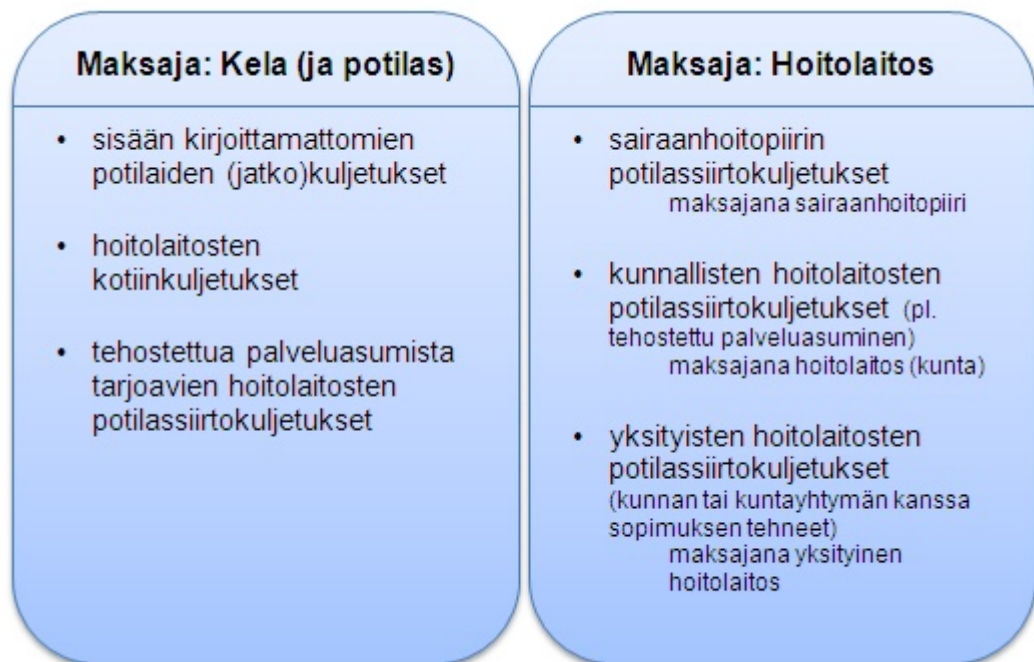 Maksaja: Kela (ja potilas)
• sisään kirjoittamattomien
potilaiden (jatko)kuljetukset
• hoitolaitosten
kotiinkuljetukset
• tehostettua palveluasumista
tarjoavien hoitolaitosten
potilassiirtokuljetukset
Maksaja: Hoitolaitos
• sairaanhoitopiirin
potilassiirtokuljetukset
maksajana sairaanhoitopiiri
• kunnallisten hoitolaitosten
potilassiirtokuljetukset (pl.
tehostettu palveluasuminen)
maksajana hoitolaitos (kunta)
• yksityisten hoitolaitosten
potilassiirtokuljetukset
(kunnan tai kuntayhtymän kanssa
sopimuksen tehneet)
maksajana yksityinen
hoitolaitos